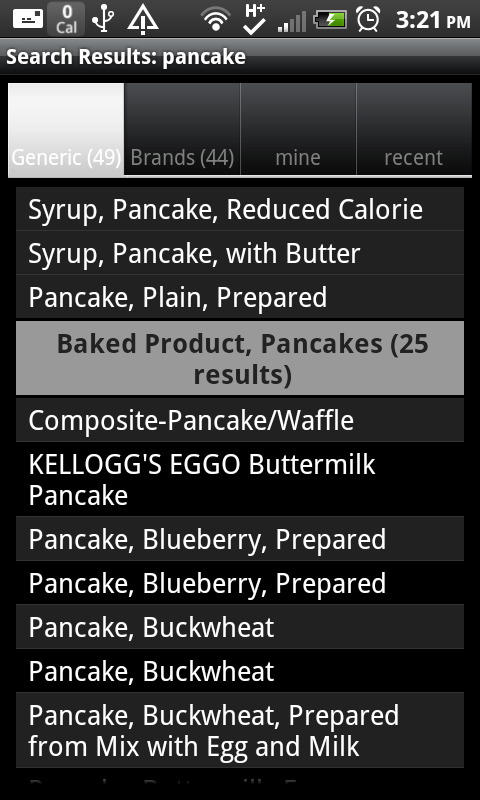 0
Cal
H+
3:21 PM
Search Results: pancake
Generic (49) Brands (44) mine recent
Syrup, Pancake, Reduced Calorie
Syrup, Pancake, with Butter
Pancake, Plain, Prepared
Baked Product, Pancakes (25
results)
Composite-Pancake/Waffle
KELLOGG'S EGGO Buttermilk
Pancake
Pancake, Blueberry, Prepared
Pancake, Blueberry, Prepared
Pancake, Buckwheat
Pancake, Buckwheat
Pancake, Buckwheat, Prepared
from Mix with Egg and Milk